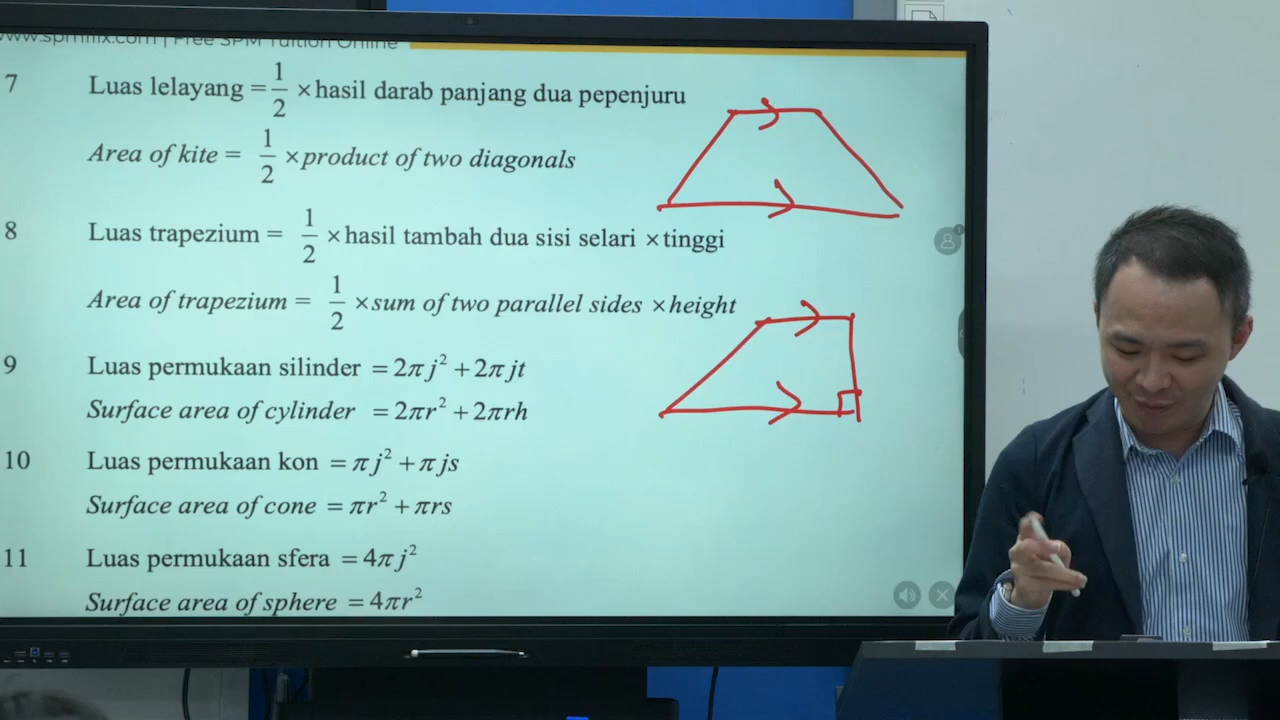 www.spmflix.com | Free SPM Tuition Online
7 Luas lelayang = 1/2 × hasil darab panjang dua pepenjuru
Area of kite = 1/2 × product of two diagonals
8 Luas trapezium = 1/2 × hasil tambah dua sisi selari × tinggi
Area of trapezium = 1/2 × sum of two parallel sides × height
9 Luas permukaan silinder = 2πj² + 2πjt
Surface area of cylinder = 2πr² + 2πrh
10 Luas permukaan kon = πj² + πjs
Surface area of cone = πr² + πrs
11 Luas permukaan sfera = 4πj²
Surface area of sphere = 4πr²